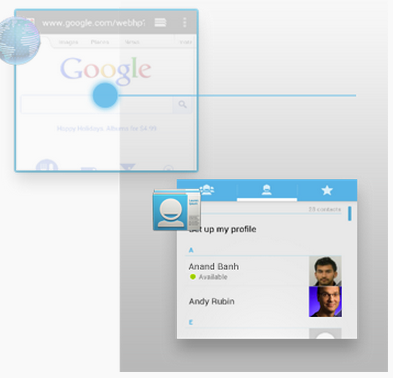 www.google.com/webhp?
Images
Places
News
more
Google
Happy Holidays. Albums for $4.99
58 contacts
Set up my profile
A
Anand Banh
Available
Andy Rubin
E